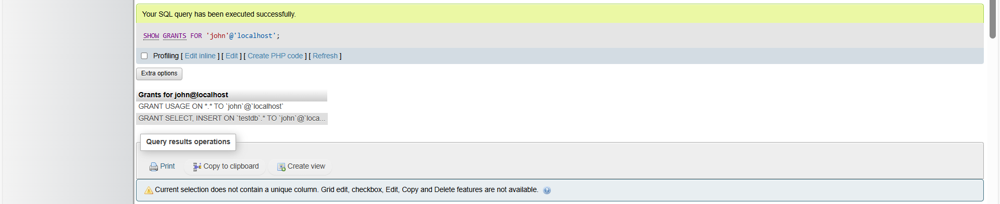 Your SQL query has been executed successfully.
SHOW GRANTS FOR 'john'@'localhost';
Profiling [ Edit inline ] [ Edit ] [ Create PHP code ] [ Refresh ]
Extra options
Grants for john@localhost
GRANT USAGE ON *.* TO `john`@`localhost`
GRANT SELECT, INSERT ON `testdb`.* TO `john`@`loca...
Query results operations
Print Copy to clipboard Create view
Current selection does not contain a unique column. Grid edit, checkbox, Edit, Copy and Delete features are not available.